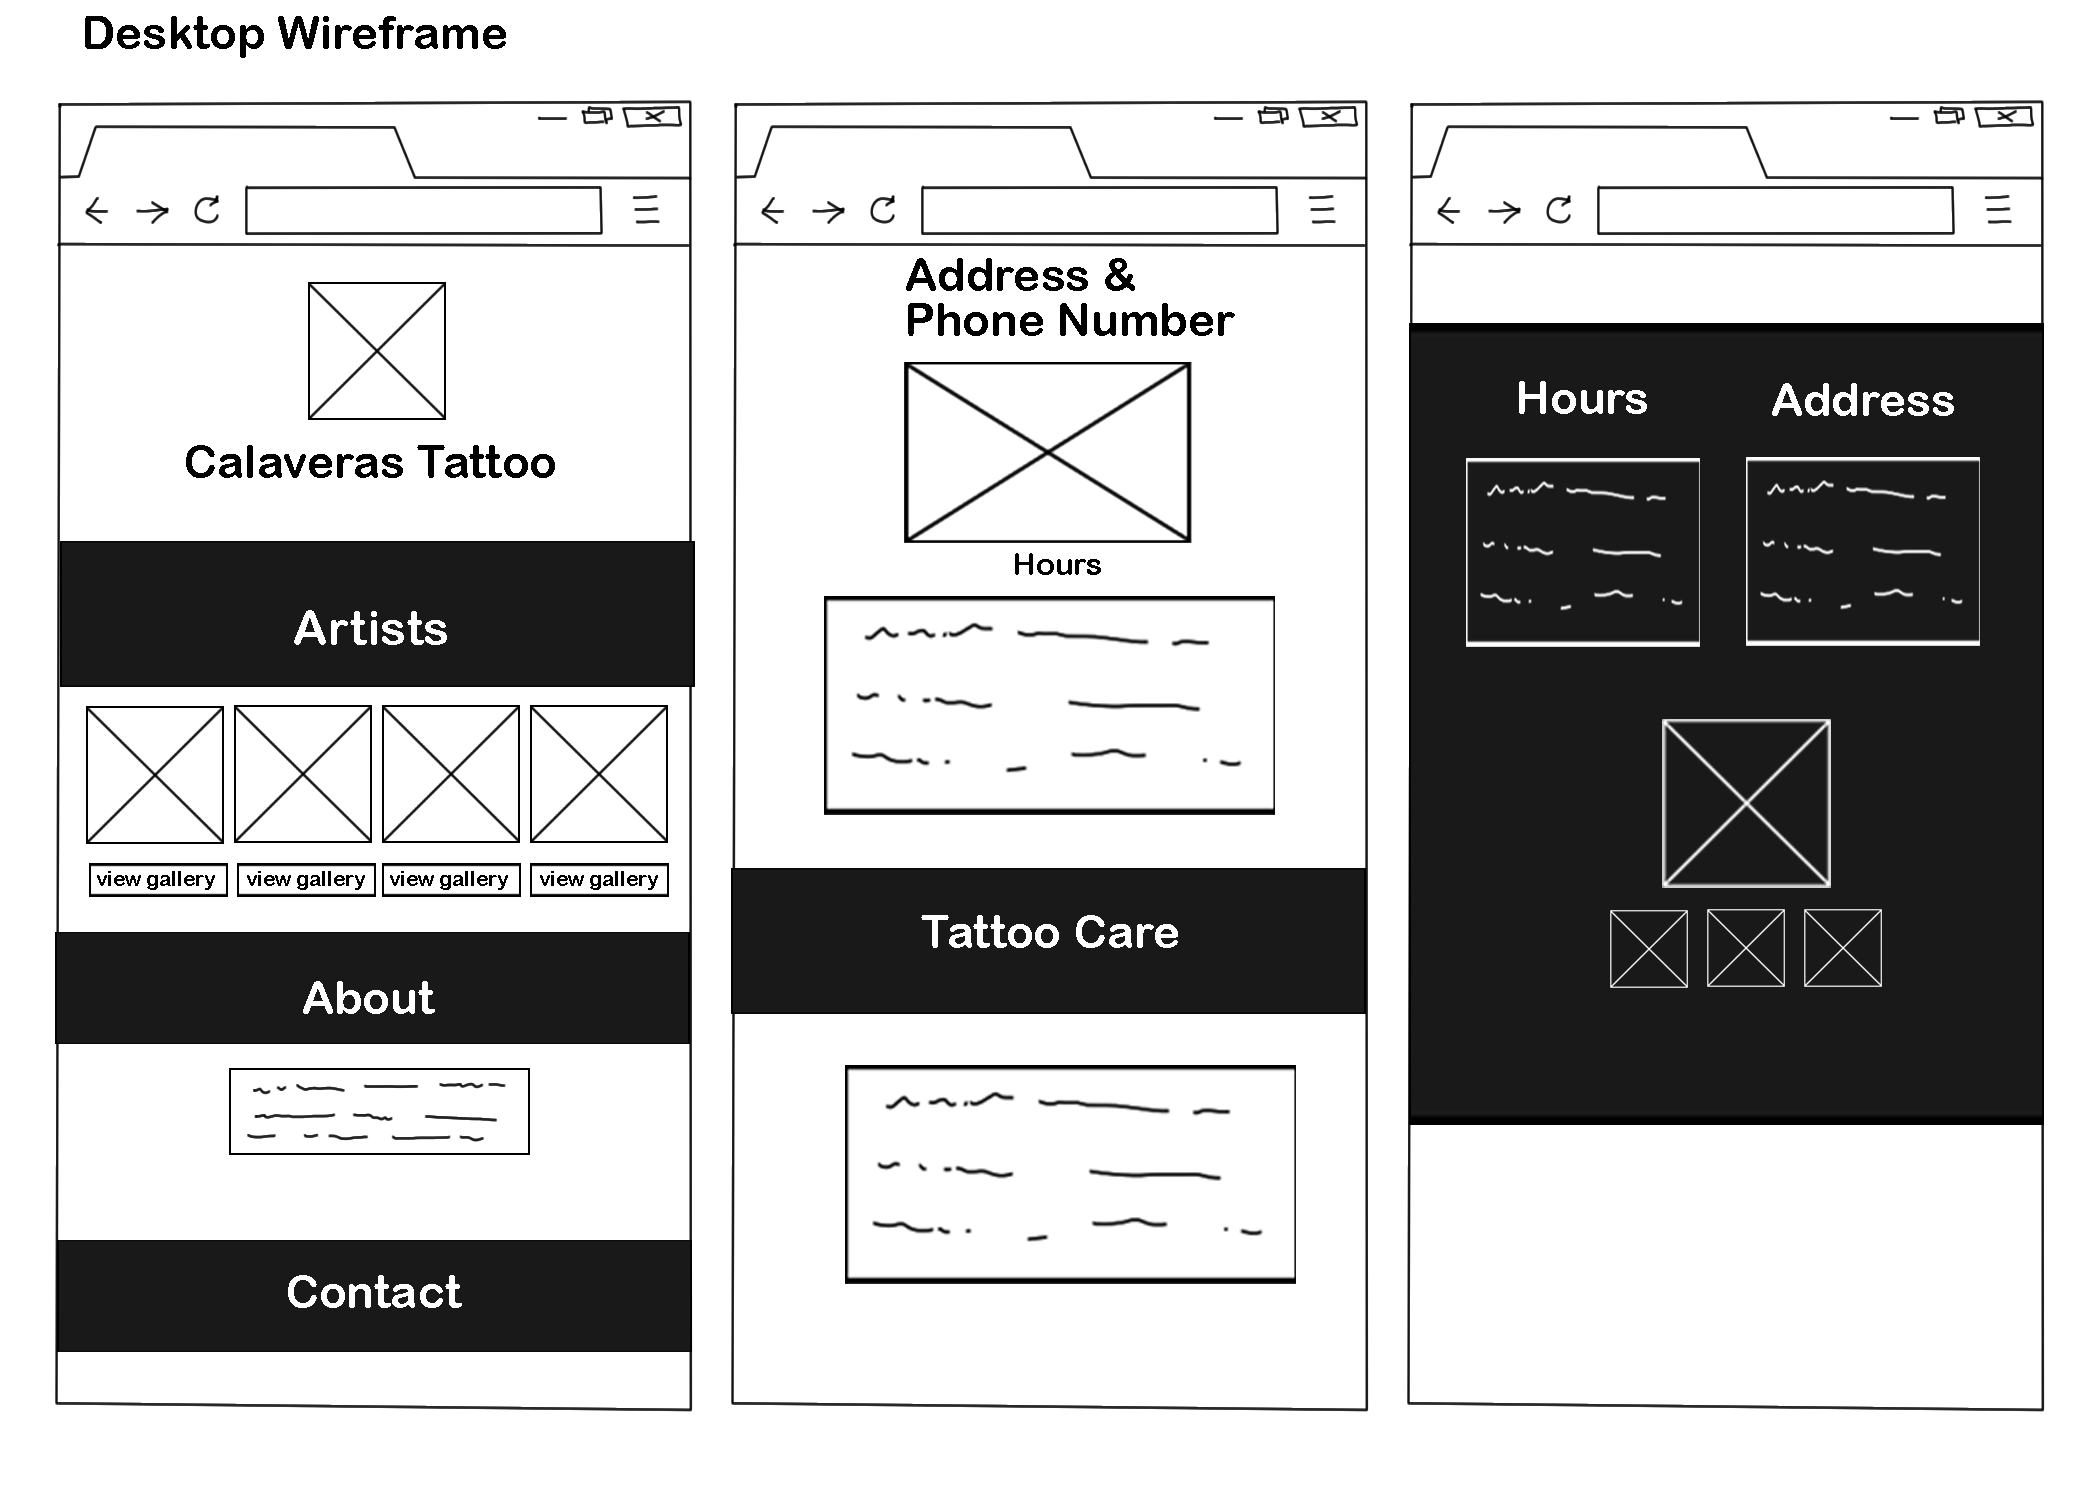 Desktop Wireframe
Calaveras Tattoo
Artists
view gallery view gallery view gallery view gallery
About
Contact
Address &
Phone Number
Hours
Tattoo Care
Hours Address